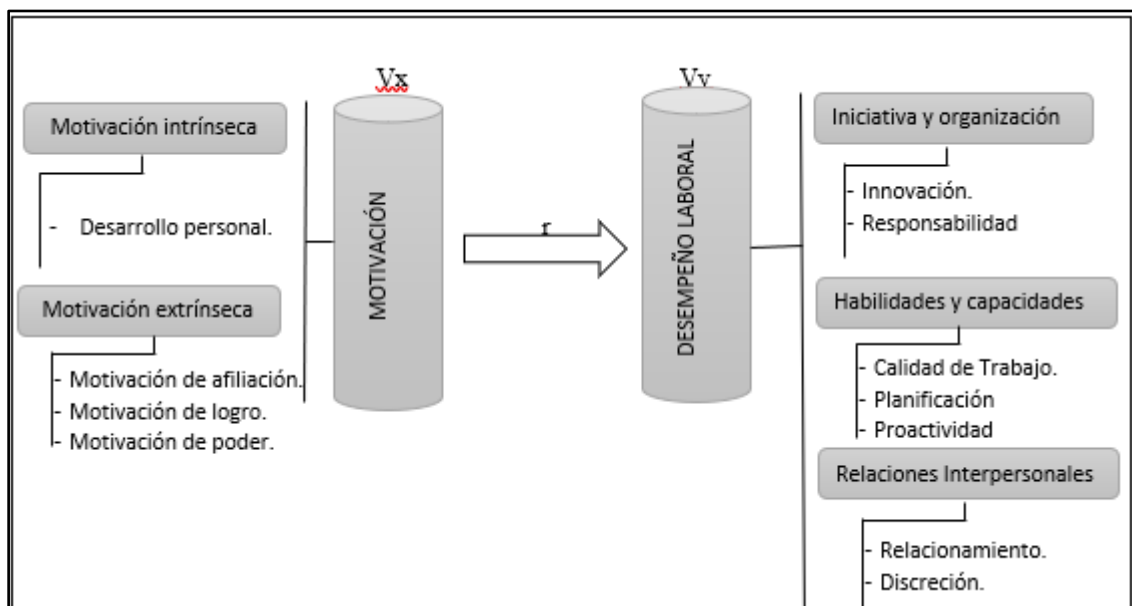 Vx
Vy
Motivación intrínseca
- Desarrollo personal.
Motivación extrínseca
- Motivación de afiliación.
- Motivación de logro.
- Motivación de poder.
MOTIVACIÓN
r
DESEMPEÑO LABORAL
Iniciativa y organización
- Innovación.
- Responsabilidad
Habilidades y capacidades
- Calidad de Trabajo.
- Planificación
- Proactividad
Relaciones Interpersonales
- Relacionamiento.
- Discreción.